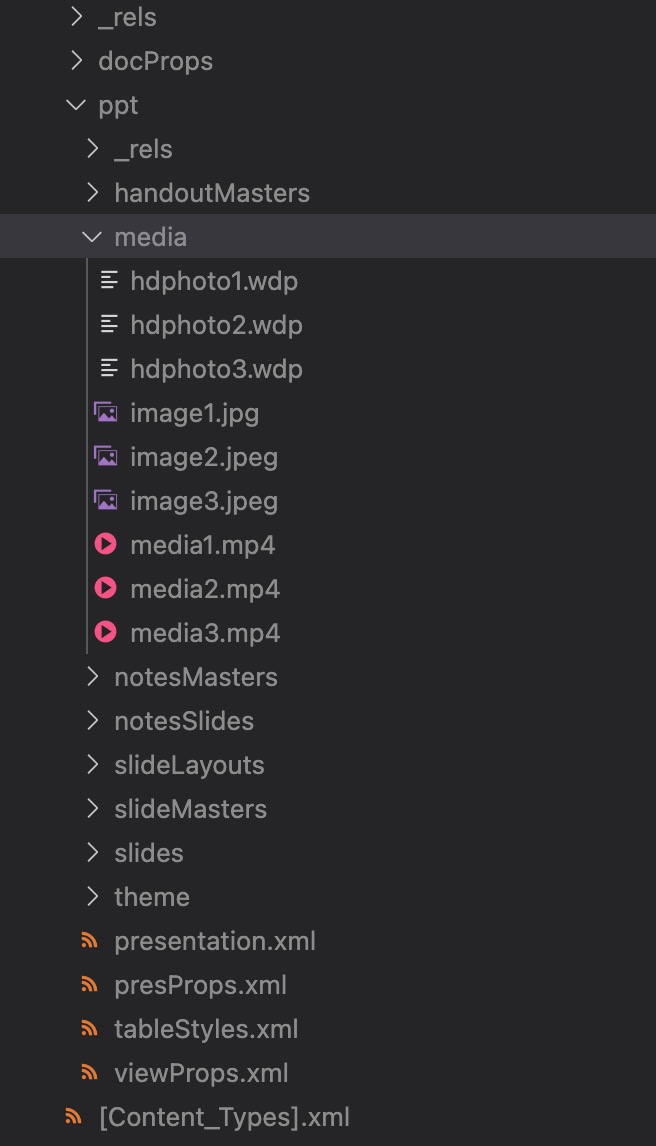 _rels
docProps
ppt
_rels
handoutMasters
media
hdphoto1.wdp
hdphoto2.wdp
hdphoto3.wdp
image1.jpg
image2.jpeg
image3.jpeg
media1.mp4
media2.mp4
media3.mp4
notesMasters
notesSlides
slideLayouts
slideMasters
slides
theme
presentation.xml
presProps.xml
tableStyles.xml
viewProps.xml
[Content_Types].xml